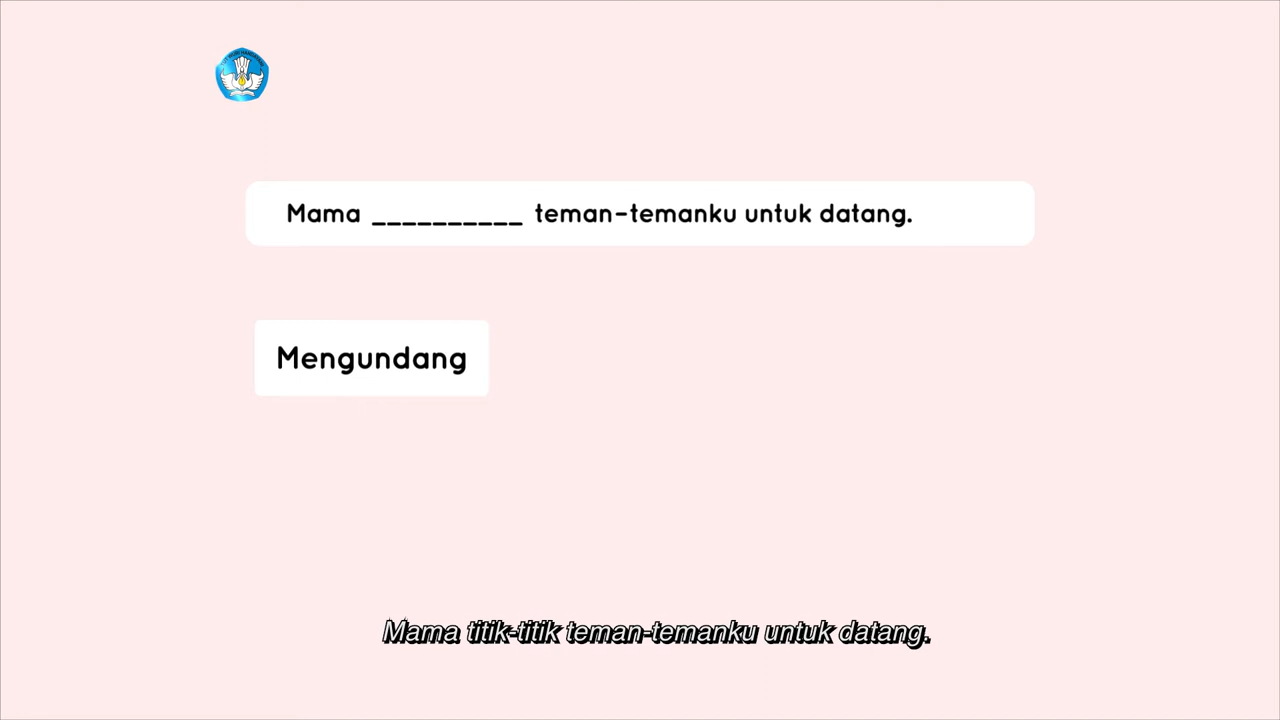 Mama __________ teman-temanku untuk datang.
Mengundang
Mama titik-titik teman-temanku untuk datang.